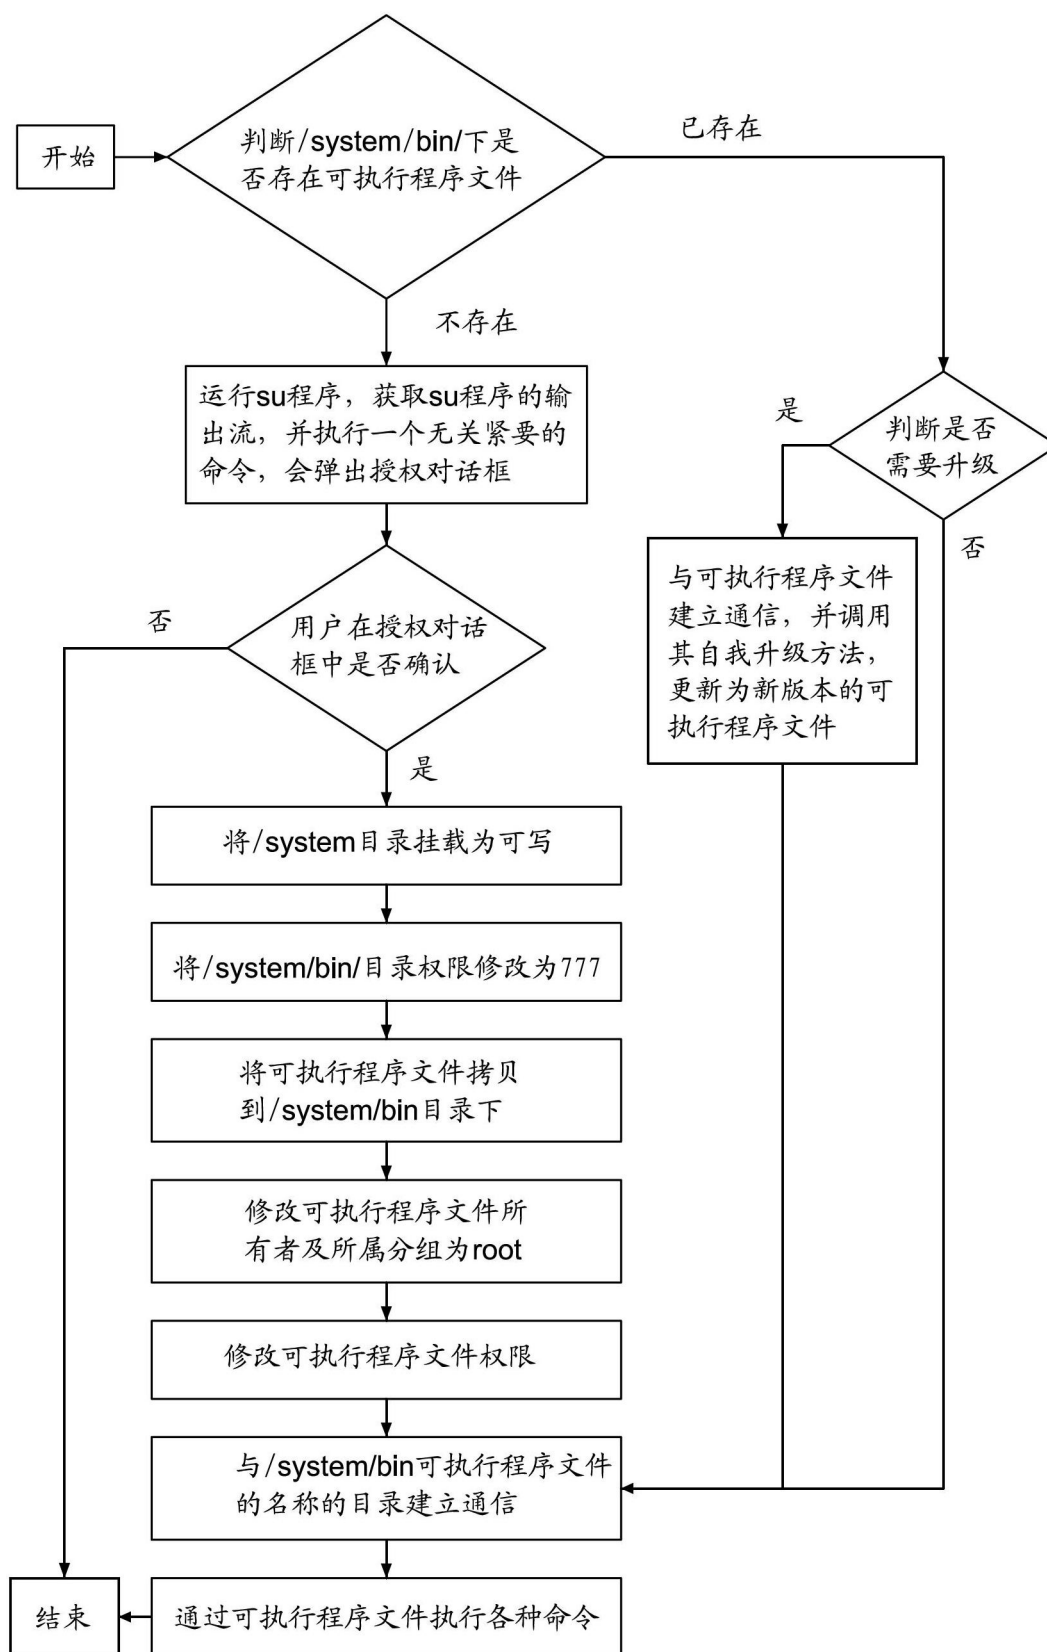 开始
判断/system/bin/下是
否存在可执行程序文件
已存在
不存在
运行su程序，获取su程序的输
出流，并执行一个无关紧要的
命令，会弹出授权对话框
是
判断是否
需要升级
否
与可执行程序文件
建立通信，并调用
其自我升级方法，
更新为新版本的可
执行程序文件
否
用户在授权对话
框中是否确认
是
将/system目录挂载为可写
将/system/bin/目录权限修改为777
将可执行程序文件拷贝
到/system/bin目录下
修改可执行程序文件所
有者及所属分组为root
修改可执行程序文件权限
与/system/bin可执行程序文件
的名称的目录建立通信
结束
通过可执行程序文件执行各种命令